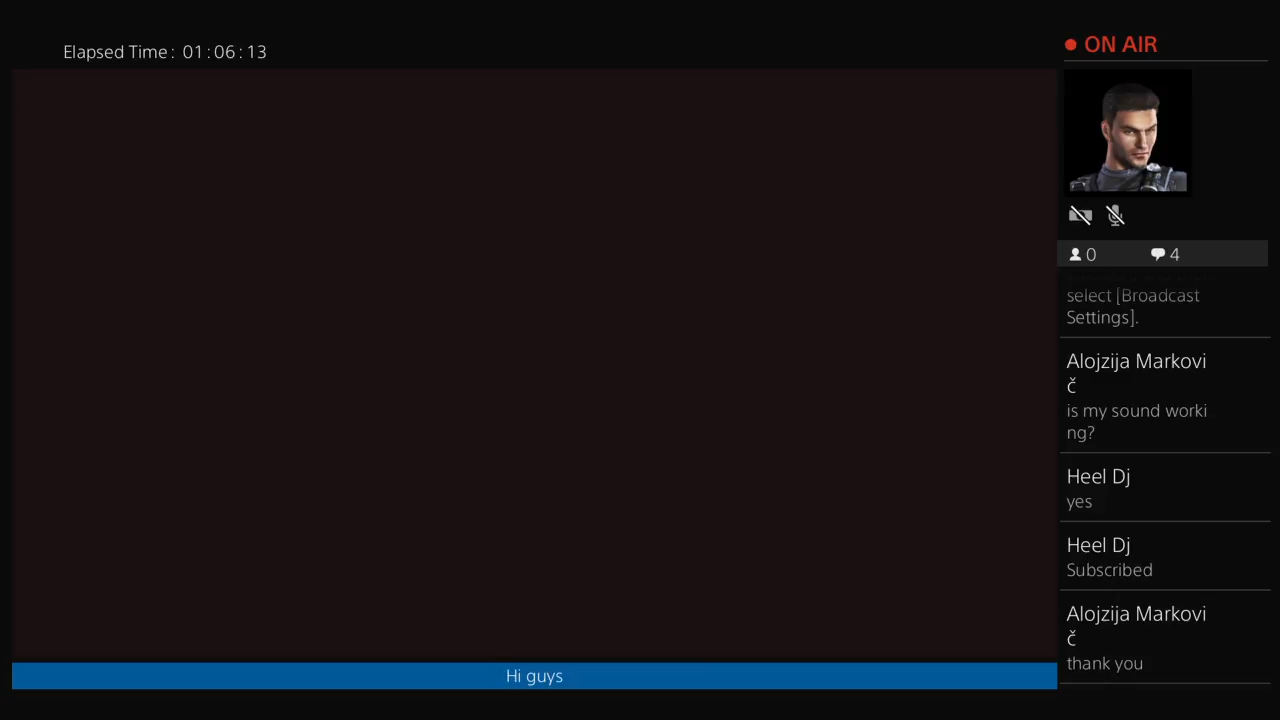 Elapsed Time: 01:06:13
ON AIR
0 4
select [Broadcast
Settings].
Alojzija Markovi
č
is my sound worki
ng?
Heel Dj
yes
Heel Dj
Subscribed
Alojzija Markovi
č
thank you
Hi guys